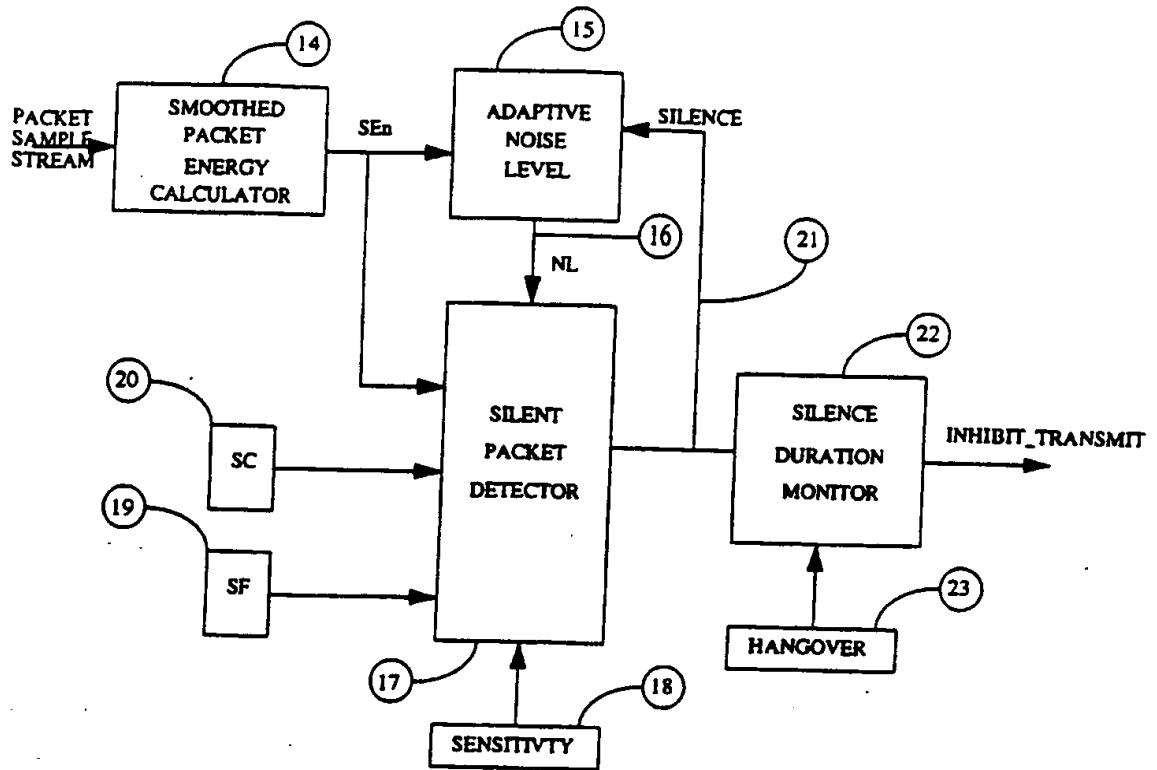 14
15
PACKET
SAMPLE
STREAM
SMOOTHED
PACKET
ENERGY
CALCULATOR
SEn
ADAPTIVE
NOISE
LEVEL
SILENCE
16
NL
21
22
20
SC
19
SF
SILENT
PACKET
DETECTOR
SILENCE
DURATION
MONITOR
INHIBIT_TRANSMIT
23
HANGOVER
17
18
SENSITIVTY